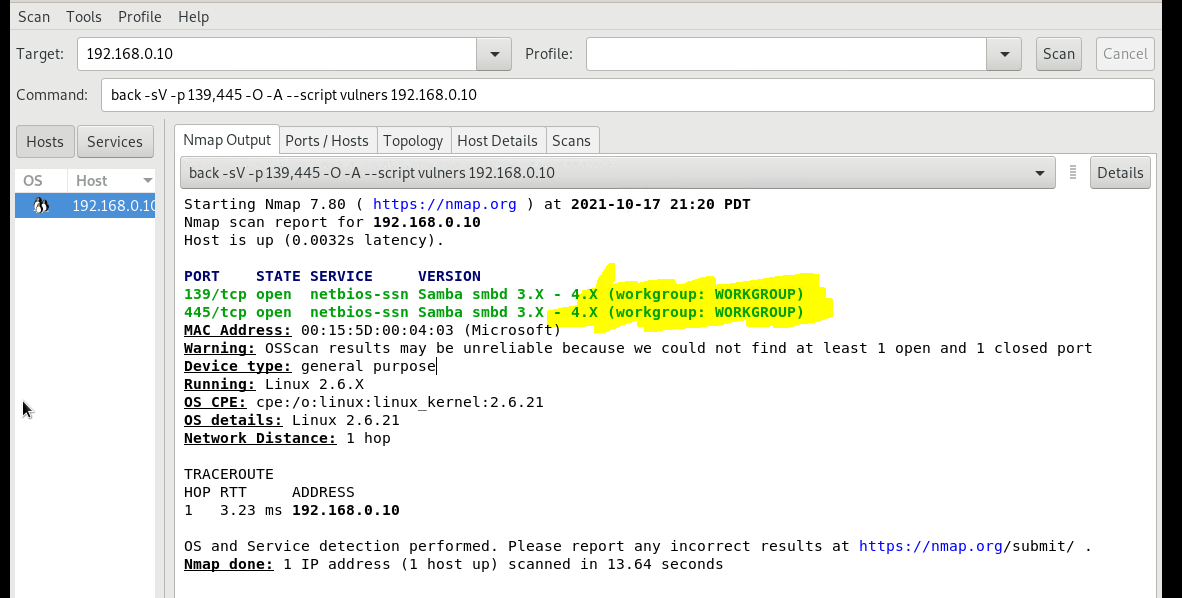 Scan Tools Profile Help
Target: 192.168.0.10 Profile: Scan Cancel
Command: back -sV -p 139,445 -O -A --script vulners 192.168.0.10
Hosts Services
Nmap Output Ports / Hosts Topology Host Details Scans
OS Host
192.168.0.10
back -sV -p 139,445 -O -A --script vulners 192.168.0.10 Details
Starting Nmap 7.80 ( https://nmap.org ) at 2021-10-17 21:20 PDT
Nmap scan report for 192.168.0.10
Host is up (0.0032s latency).
PORT STATE SERVICE VERSION
139/tcp open netbios-ssn Samba smbd 3.X - 4.X (workgroup: WORKGROUP)
445/tcp open netbios-ssn Samba smbd 3.X - 4.X (workgroup: WORKGROUP)
MAC Address: 00:15:5D:00:04:03 (Microsoft)
Warning: OSScan results may be unreliable because we could not find at least 1 open and 1 closed port
Device type: general purpose
Running: Linux 2.6.X
OS CPE: cpe:/o:linux:linux_kernel:2.6.21
OS details: Linux 2.6.21
Network Distance: 1 hop
TRACEROUTE
HOP RTT ADDRESS
1 3.23 ms 192.168.0.10
OS and Service detection performed. Please report any incorrect results at https://nmap.org/submit/ .
Nmap done: 1 IP address (1 host up) scanned in 13.64 seconds